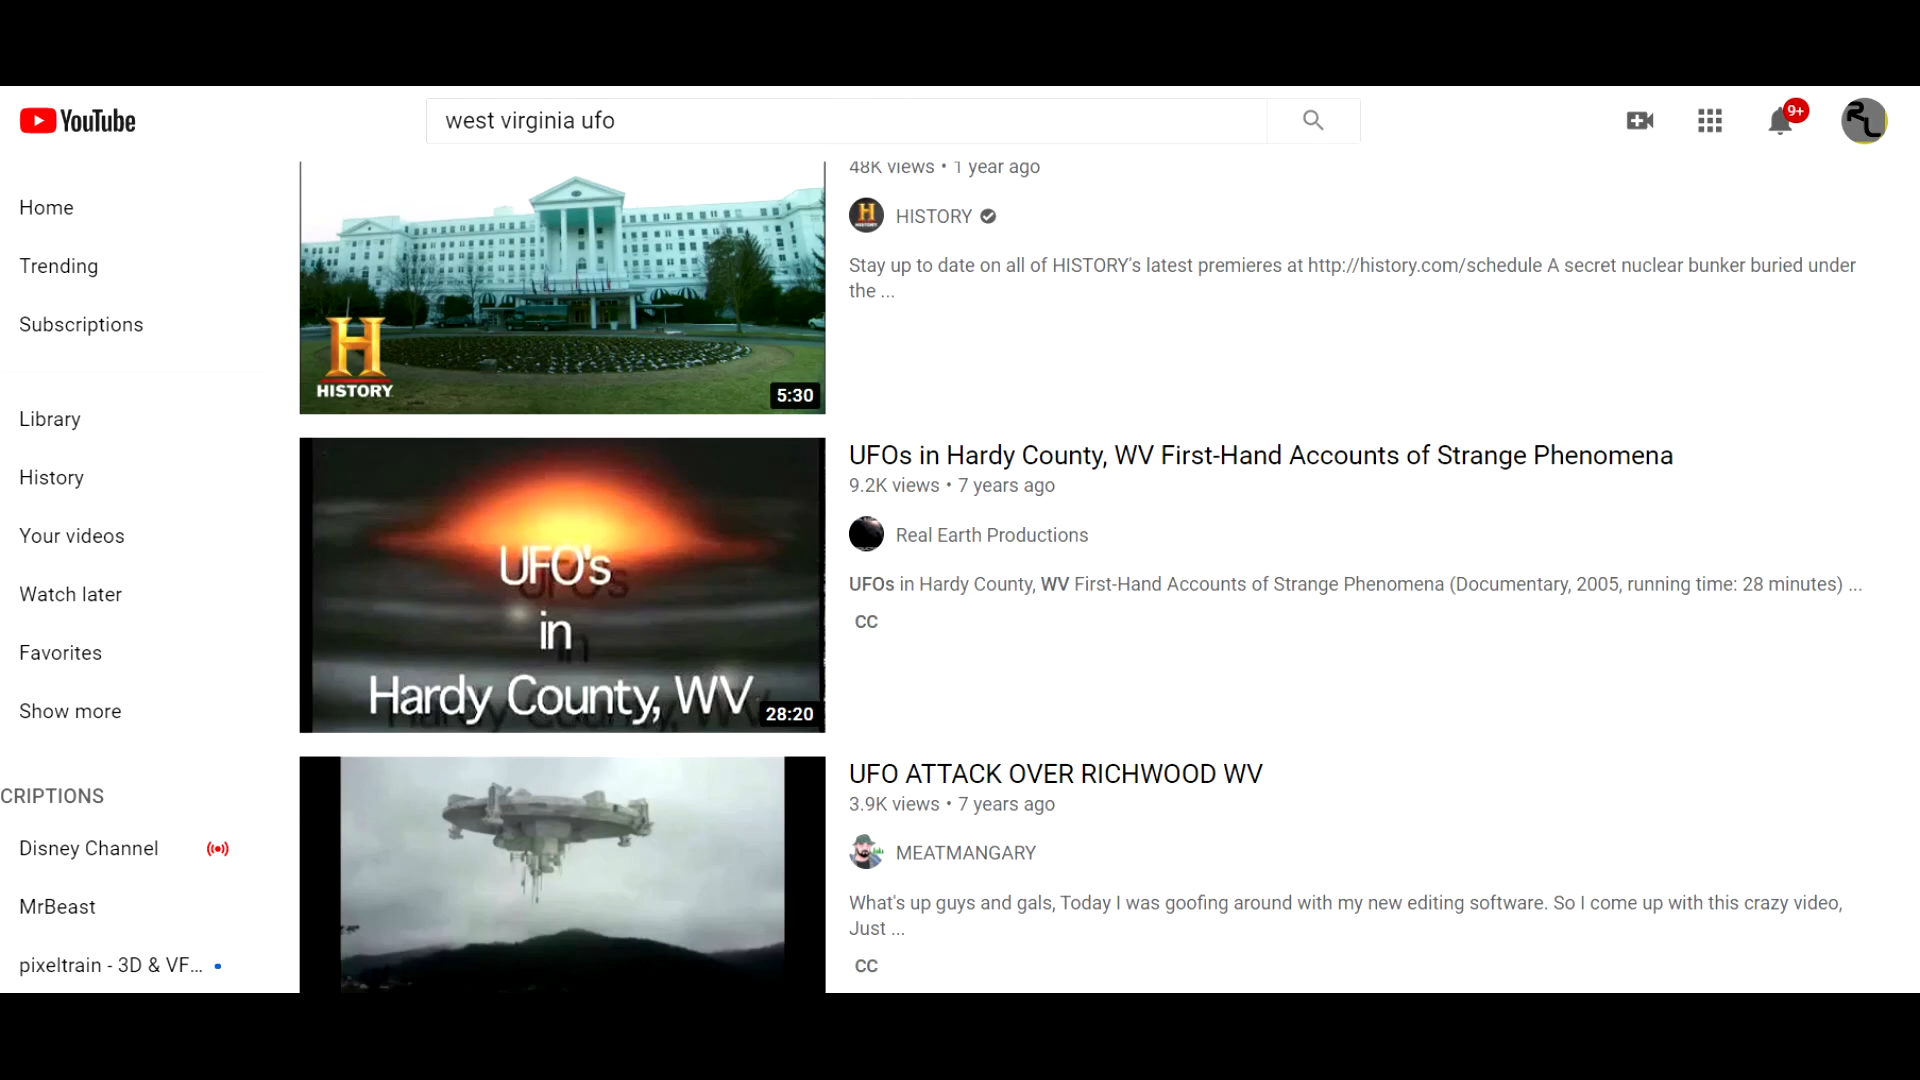 YouTube
west virginia ufo
9+
RL
Home
Trending
Subscriptions
Library
History
Your videos
Watch later
Favorites
Show more
CRIPTIONS
Disney Channel
MrBeast
pixeltrain - 3D & VF...
H
HISTORY
5:30
48K views • 1 year ago
H
HISTORY
HISTORY
Stay up to date on all of HISTORY's latest premieres at http://history.com/schedule A secret nuclear bunker buried under
the ...
UFO's
in
Hardy County, WV
28:20
UFOs in Hardy County, WV First-Hand Accounts of Strange Phenomena
9.2K views • 7 years ago
Real Earth Productions
UFOs in Hardy County, WV First-Hand Accounts of Strange Phenomena (Documentary, 2005, running time: 28 minutes) ...
CC
UFO ATTACK OVER RICHWOOD WV
3.9K views • 7 years ago
MEATMANGARY
What's up guys and gals, Today I was goofing around with my new editing software. So I come up with this crazy video,
Just ...
CC